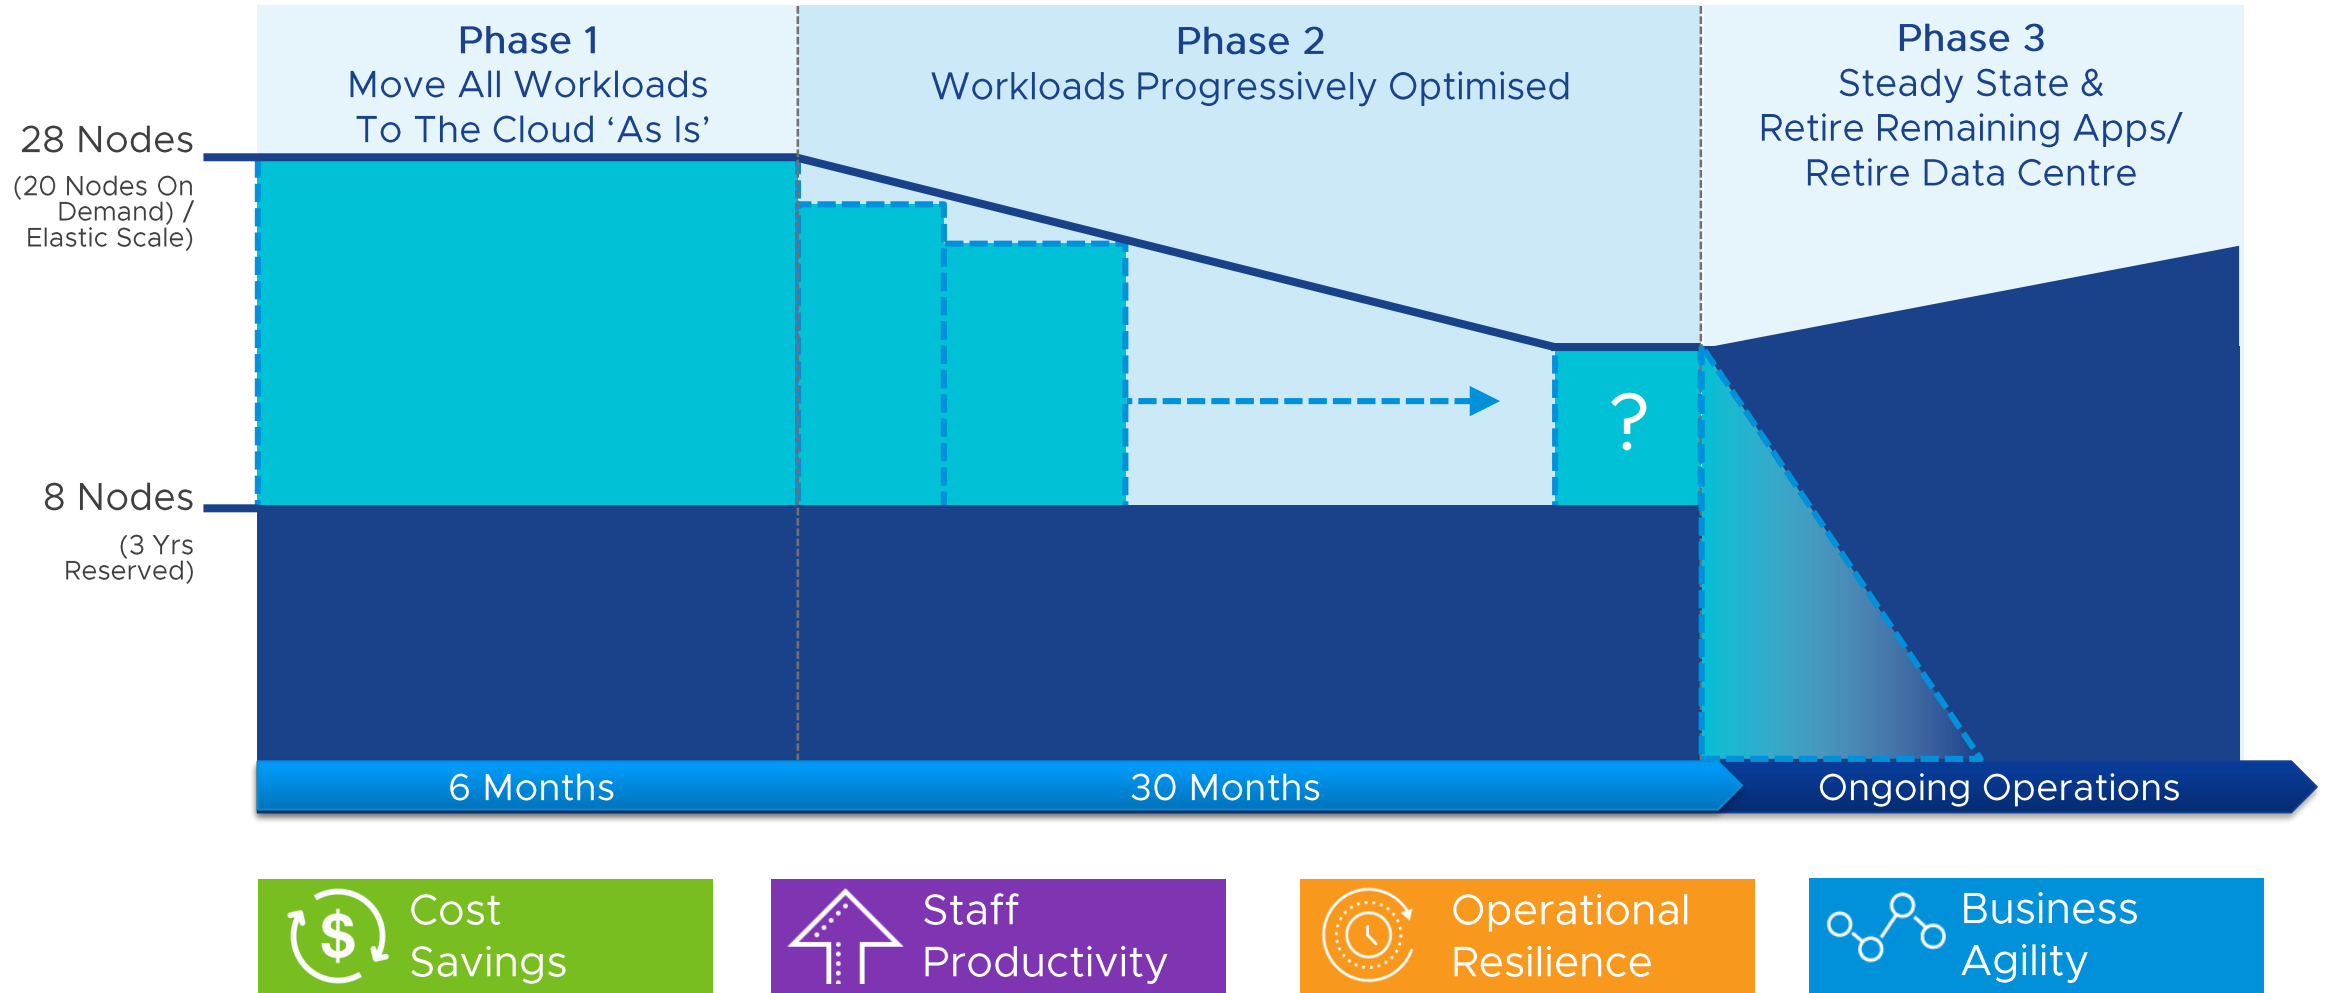 Phase 1
Move All Workloads
To The Cloud ‘As Is’
Phase 2
Workloads Progressively Optimised
Phase 3
Steady State &
Retire Remaining Apps/
Retire Data Centre
28 Nodes
(20 Nodes On
Demand) /
Elastic Scale)
8 Nodes
(3 Yrs
Reserved)
?
6 Months
30 Months
Ongoing Operations
$
Cost
Savings
Staff
Productivity
Operational
Resilience
Business
Agility